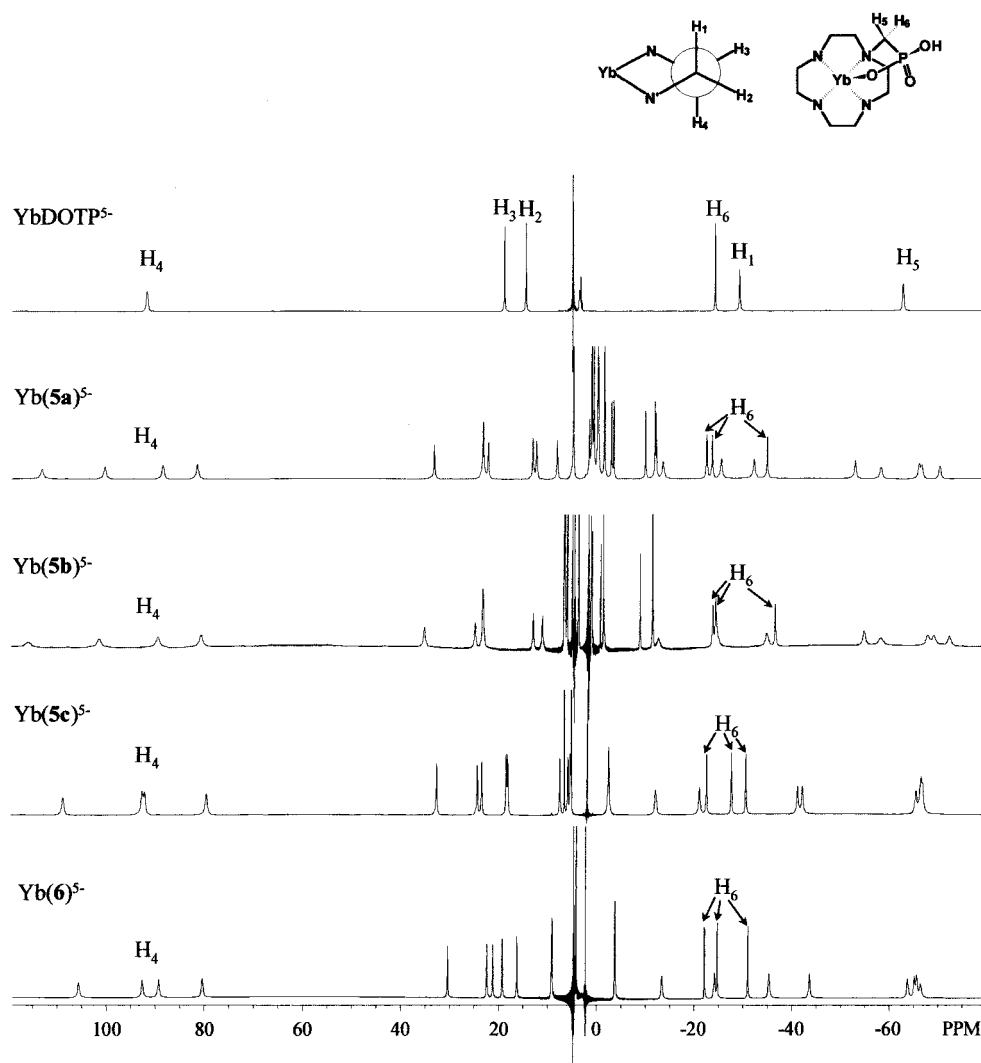 H₁
N
H₃
Yb
N'
H₂
H₄
H₅ H₆
N N P OH
Yb O
O
N N
YbDOTP⁵⁻
H₄
H₃ H₂
H₆
H₁
H₅
Yb(5a)⁵⁻
H₄
H₆
Yb(5b)⁵⁻
H₄
H₆
Yb(5c)⁵⁻
H₄
H₆
Yb(6)⁵⁻
H₄
H₆
100 80 60 40 20 0 -20 -40 -60 PPM